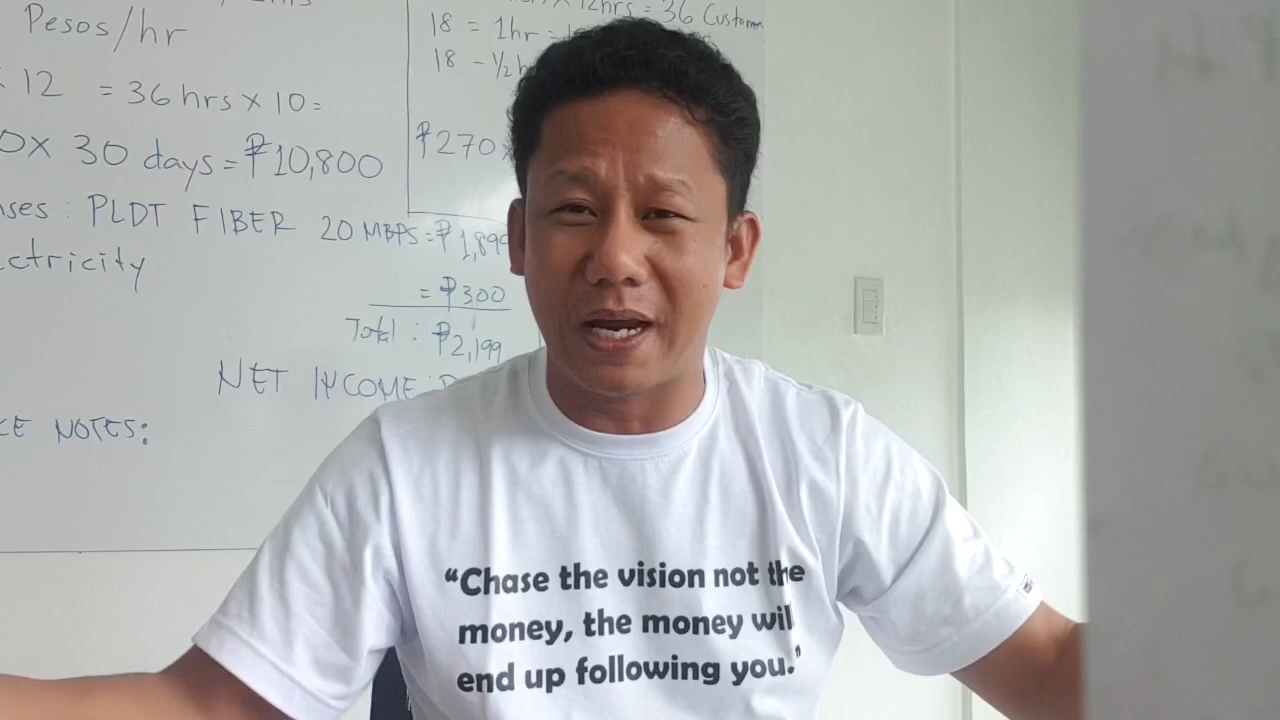 Pesos/hr
12 = 36 hrs x 10 =
0x 30 days = ₱10,800
PLDT FIBER 20 MBPS = ₱1,899
= ₱300
Total : ₱2,199
NET INCOME :
NOTES:
x 12hrs = 36 Customer
18 = 1hr =
18 - ½ h
₱270 x
“Chase the vision not the
money, the money will
end up following you.”